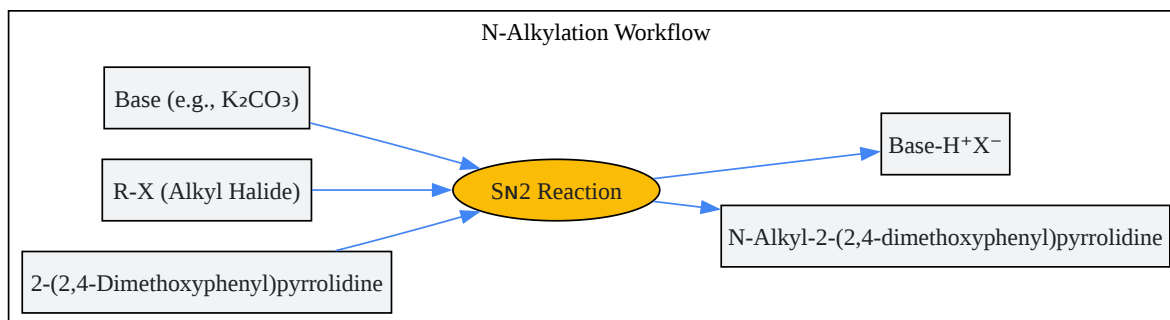 N-Alkylation Workflow
Base (e.g., K₂CO₃)
R-X (Alkyl Halide)
2-(2,4-Dimethoxyphenyl)pyrrolidine
Sɴ2 Reaction
Base-H⁺X⁻
N-Alkyl-2-(2,4-dimethoxyphenyl)pyrrolidine